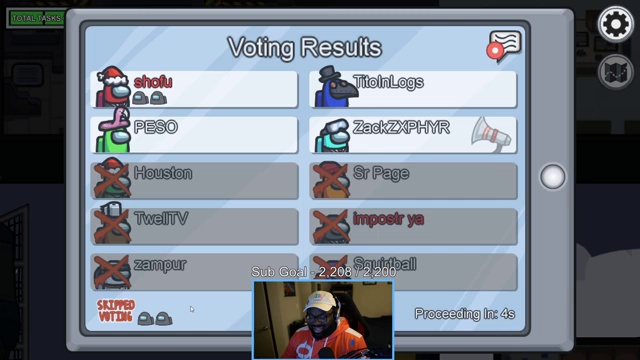 TOTAL TASKS
Voting Results
shofu
TitoInLogs
PESO
ZackZXPHYR
Houston
Sr Page
TwellTV
impostr ya
zampur
Squirtball
Sub Goal - 2,208 / 2,200
SKIPPED
VOTING
Proceeding In: 4s